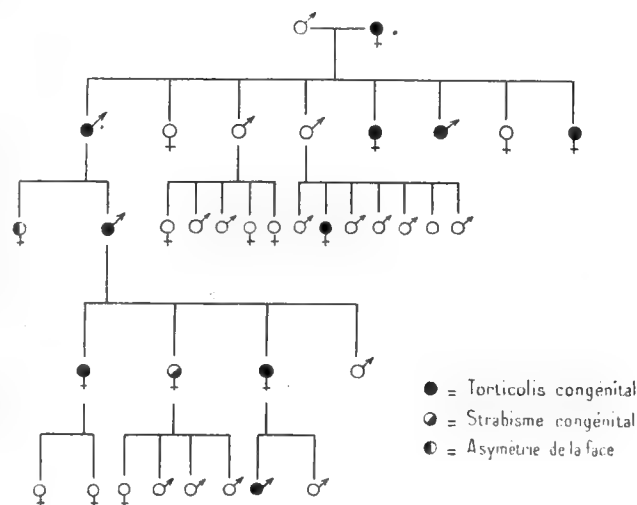 ● = Torticolis congénital
◪ = Strabisme congénital
◐ = Asymétrie de la face